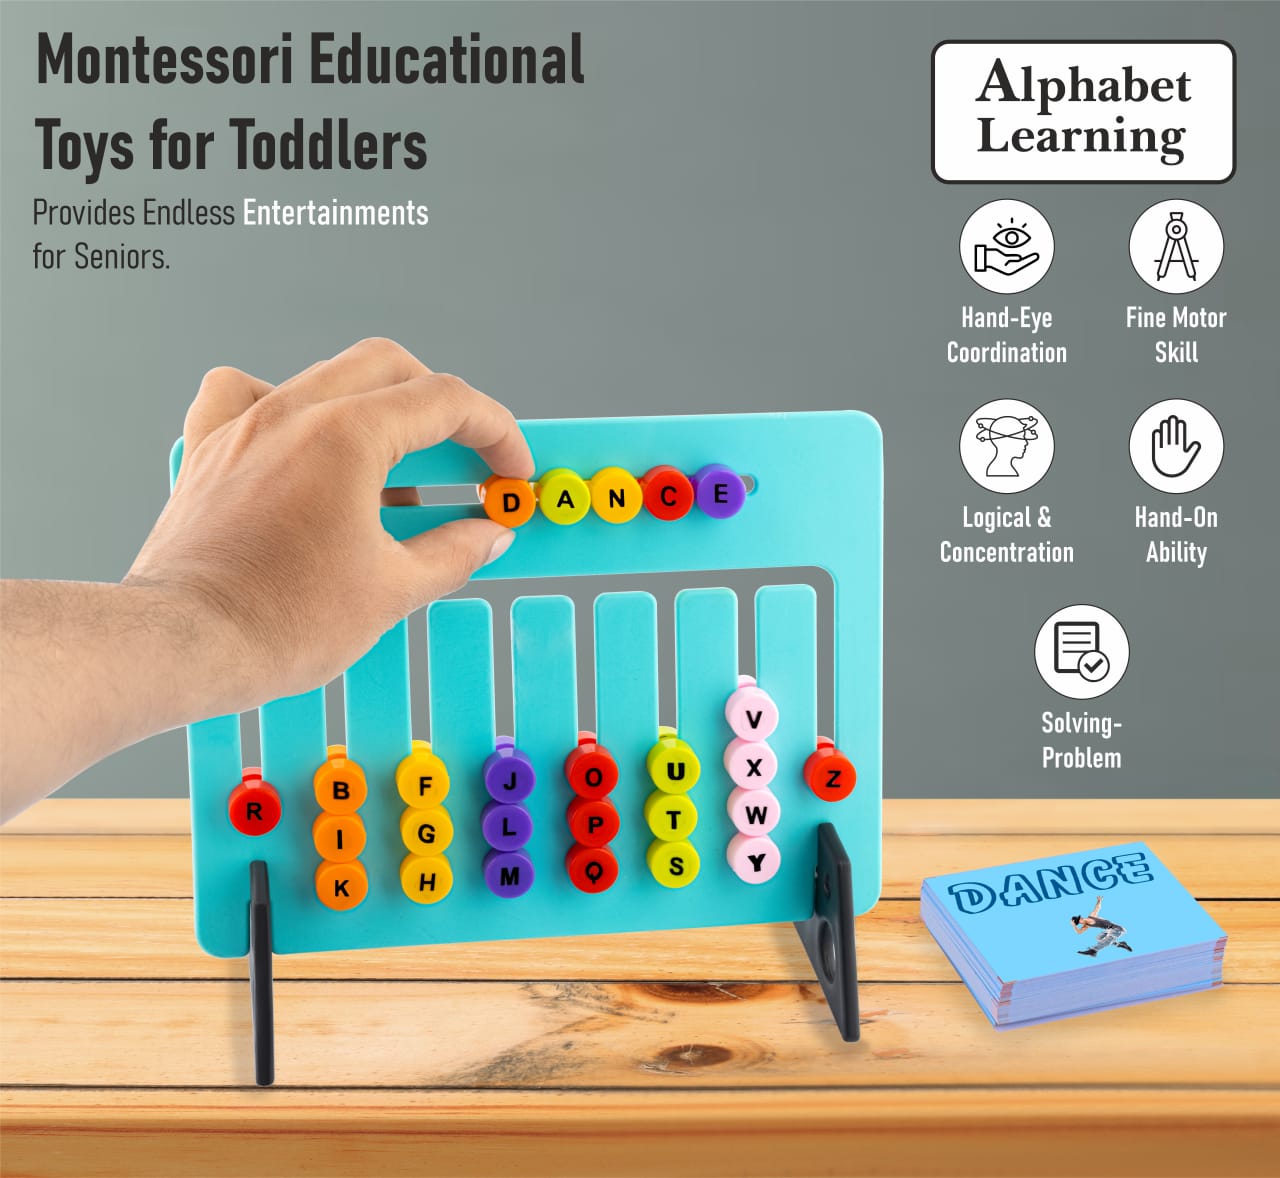 Montessori Educational
Toys for Toddlers
Provides Endless Entertainments
for Seniors.
Alphabet
Learning
Hand-Eye
Coordination
Fine Motor
Skill
Logical &
Concentration
Hand-On
Ability
Solving-
Problem
D A N C E
R
B
I
K
F
G
H
J
L
M
O
P
Q
U
T
S
V
X
W
Y
Z
DANCE